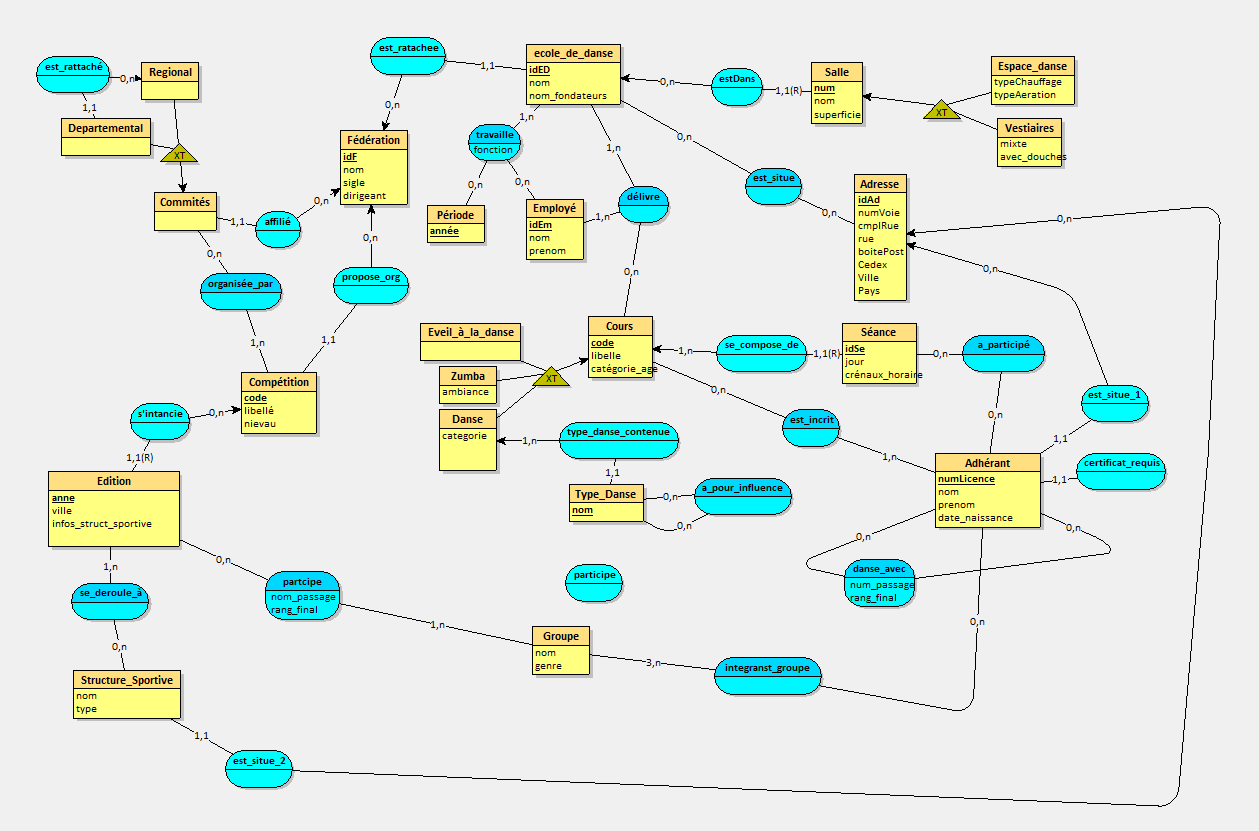 est_rattaché
0,n
Regional
1,1
Departemental
XT
Commités
1,1
affilié
0,n
est_ratachee
1,1
0,n
Fédération
idF
nom
sigle
dirigeant
ecole_de_danse
idED
nom
nom_fondateurs
0,n
estDans
1,1(R)
Salle
num
nom
superficie
XT
Espace_danse
typeChauffage
typeAeration
Vestiaires
mixte
avec_douches
1,n
travaille
fonction
0,n
0,n
Période
année
Employé
idEm
nom
prenom
1,n
1,n
délivre
0,n
0,n
est_situe
0,n
Adresse
idAd
numVoie
cmplRue
rue
boitePost
Cedex
Ville
Pays
0,n
0,n
0,n
organisée_par
1,n
0,n
propose_org
1,1
Compétition
code
libellé
nievau
s'intancie
0,n
1,1(R)
Eveil_à_la_danse
Zumba
ambiance
Danse
categorie
XT
Cours
code
libelle
catégorie_age
1,n
se_compose_de
1,1(R)
Séance
idSe
jour
crénaux_horaire
0,n
a_participé
0,n
0,n
est_incrit
1,n
est_situe_1
1,1
1,n
type_danse_contenue
1,1
Type_Danse
nom
0,n
a_pour_influence
0,n
Adhérant
numLicence
nom
prenom
date_naissance
1,1
certificat_requis
Edition
anne
ville
infos_struct_sportive
1,n
se_deroule_à
0,n
0,n
partcipe
nom_passage
rang_final
1,n
participe
0,n
danse_avec
num_passage
rang_final
0,n
0,n
Groupe
nom
genre
3,n
integranst_groupe
Structure_Sportive
nom
type
1,1
est_situe_2